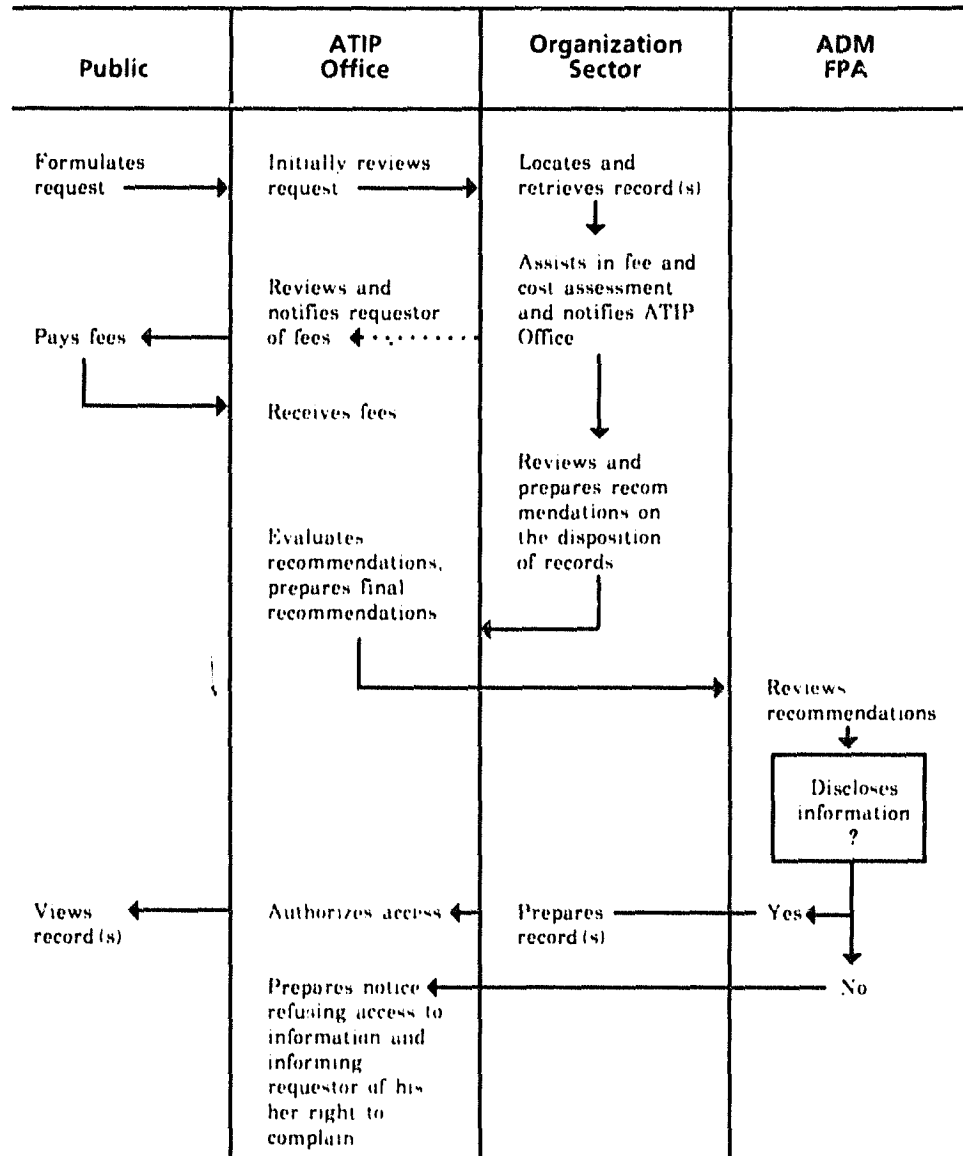 Public
ATIP
Office
Organization
Sector
ADM
FPA
Formulates
request
Initially reviews
request
Locates and
retrieves record(s)
Assists in fee and
cost assessment
and notifies ATIP
Office
Reviews and
notifies requestor
of fees
Pays fees
Receives fees
Reviews and
prepares recom
mendations on
the disposition
of records
Evaluates
recommendations,
prepares final
recommendations
Reviews
recommendations
Discloses
information
?
Views
record(s)
Authorizes access
Prepares
record(s)
Yes
No
Prepares notice
refusing access to
information and
informing
requestor of his
her right to
complain